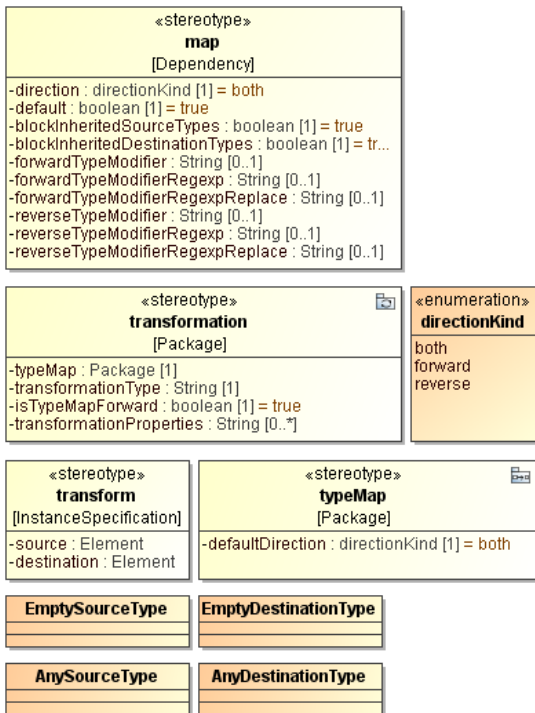 «stereotype»
map
[Dependency]
-direction : directionKind [1] = both
-default : boolean [1] = true
-blockInheritedSourceTypes : boolean [1] = true
-blockInheritedDestinationTypes : boolean [1] = tr...
-forwardTypeModifier : String [0..1]
-forwardTypeModifierRegexp : String [0..1]
-forwardTypeModifierRegexpReplace : String [0..1]
-reverseTypeModifier : String [0..1]
-reverseTypeModifierRegexp : String [0..1]
-reverseTypeModifierRegexpReplace : String [0..1]
«stereotype»
transformation
[Package]
-typeMap : Package [1]
-transformationType : String [1]
-isTypeMapForward : boolean [1] = true
-transformationProperties : String [0..*]
«enumeration»
directionKind
both
forward
reverse
«stereotype»
transform
[InstanceSpecification]
-source : Element
-destination : Element
«stereotype»
typeMap
[Package]
-defaultDirection : directionKind [1] = both
EmptySourceType
EmptyDestinationType
AnySourceType
AnyDestinationType